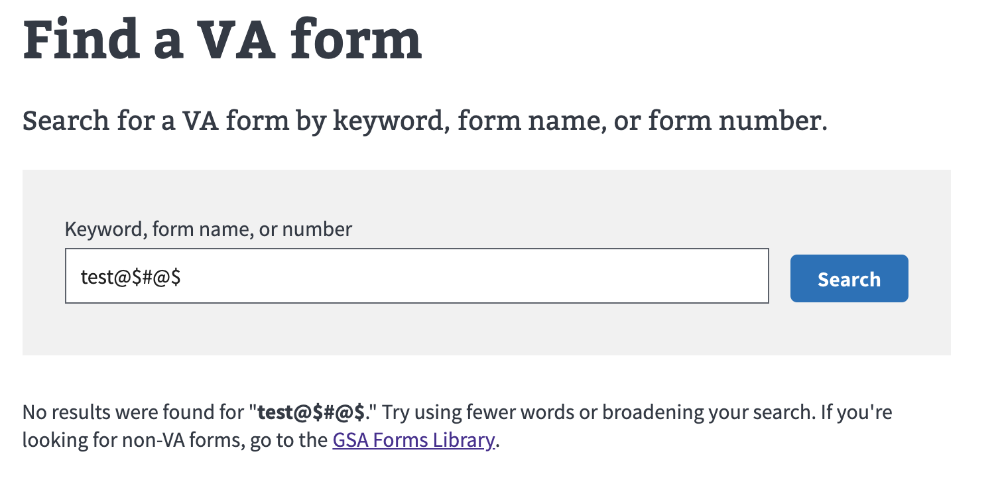 Find a VA form
Search for a VA form by keyword, form name, or form number.
Keyword, form name, or number
test@$#@$
Search
No results were found for "test@$#@$." Try using fewer words or broadening your search. If you're
looking for non-VA forms, go to the GSA Forms Library.